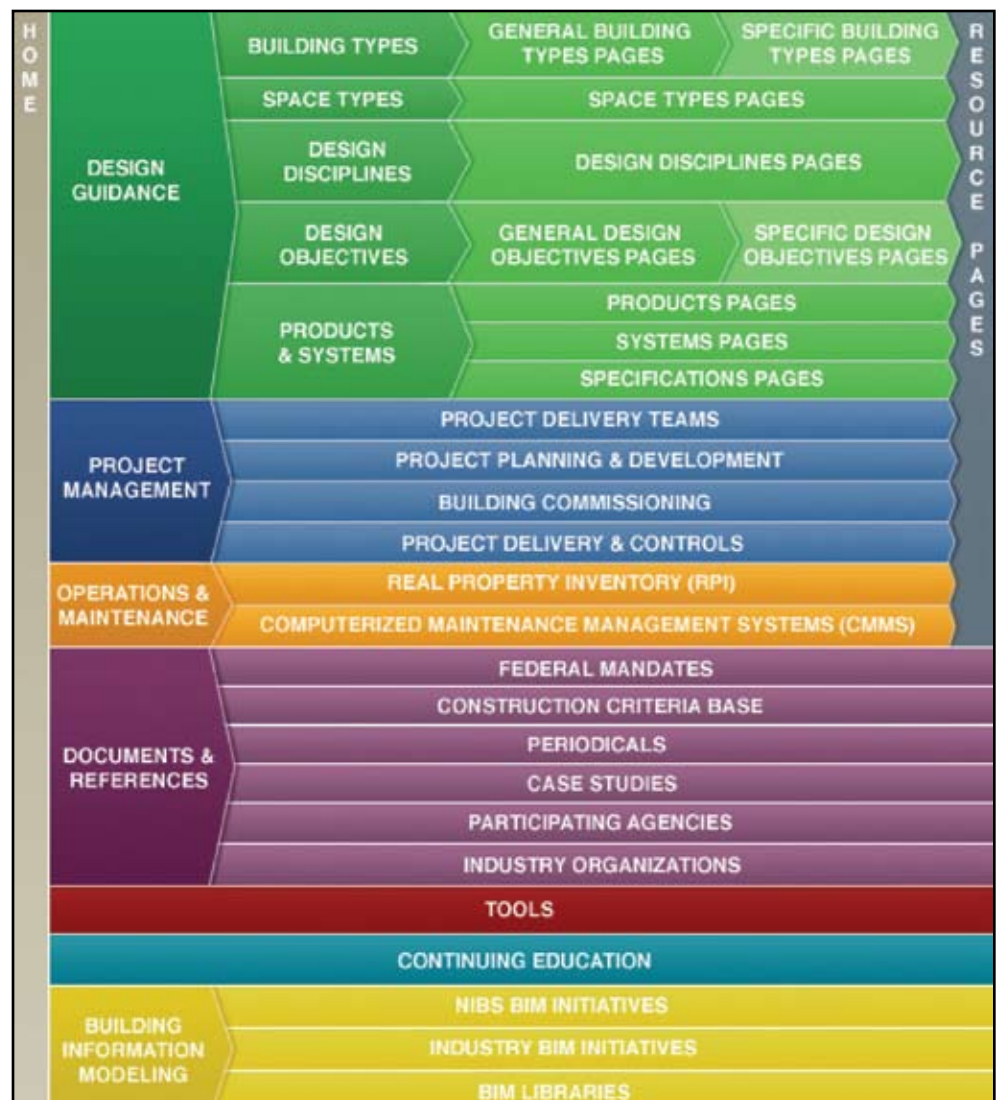 HOME
DESIGN
GUIDANCE
BUILDING TYPES
GENERAL BUILDING
TYPES PAGES
SPECIFIC BUILDING
TYPES PAGES
SPACE TYPES
SPACE TYPES PAGES
DESIGN
DISCIPLINES
DESIGN DISCIPLINES PAGES
DESIGN
OBJECTIVES
GENERAL DESIGN
OBJECTIVES PAGES
SPECIFIC DESIGN
OBJECTIVES PAGES
PRODUCTS
& SYSTEMS
PRODUCTS PAGES
SYSTEMS PAGES
SPECIFICATIONS PAGES
RESOURCE PAGES
PROJECT
MANAGEMENT
PROJECT DELIVERY TEAMS
PROJECT PLANNING & DEVELOPMENT
BUILDING COMMISSIONING
PROJECT DELIVERY & CONTROLS
OPERATIONS &
MAINTENANCE
REAL PROPERTY INVENTORY (RPI)
COMPUTERIZED MAINTENANCE MANAGEMENT SYSTEMS (CMMS)
DOCUMENTS &
REFERENCES
FEDERAL MANDATES
CONSTRUCTION CRITERIA BASE
PERIODICALS
CASE STUDIES
PARTICIPATING AGENCIES
INDUSTRY ORGANIZATIONS
TOOLS
CONTINUING EDUCATION
BUILDING
INFORMATION
MODELING
NIBS BIM INITIATIVES
INDUSTRY BIM INITIATIVES
BIM LIBRARIES